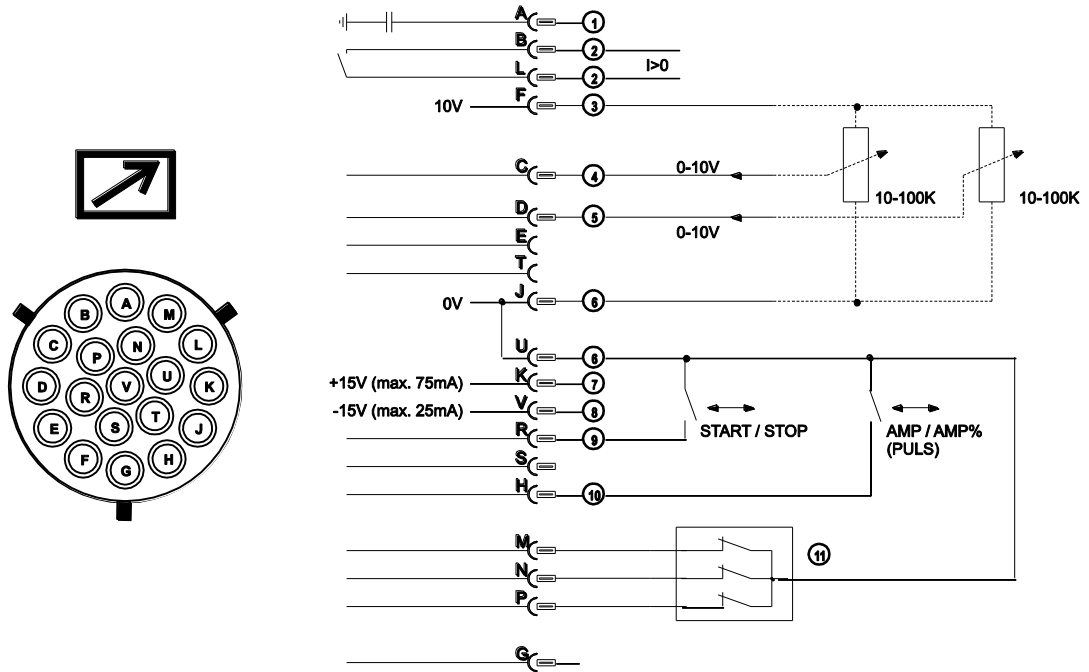 A 1
B 2
L 2 I>0
10V F 3
C 4 0-10V
10-100K 10-100K
D 5
0-10V
E
T
0V J 6
U 6
+15V (max. 75mA) K 7
-15V (max. 25mA) V 8
R 9 START / STOP AMP / AMP%
(PULS)
S
H 10
M 11
N
P
G
A
B M
C P N L
D R V U K
E S T J
F G H